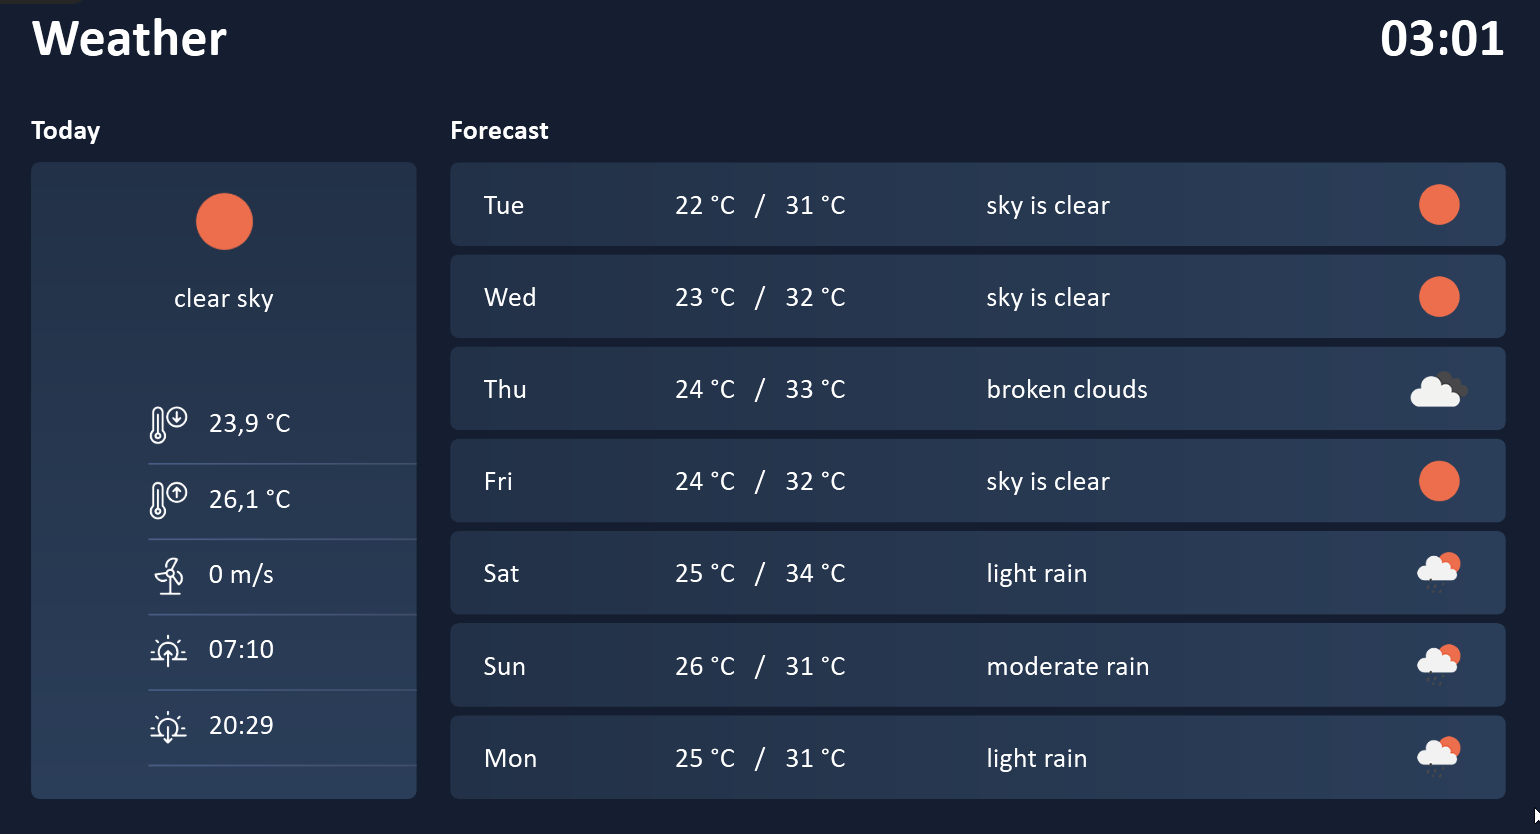 Weather 03:01
Today
clear sky
23,9 °C
26,1 °C
0 m/s
07:10
20:29
Forecast
Tue 22 °C / 31 °C sky is clear
Wed 23 °C / 32 °C sky is clear
Thu 24 °C / 33 °C broken clouds
Fri 24 °C / 32 °C sky is clear
Sat 25 °C / 34 °C light rain
Sun 26 °C / 31 °C moderate rain
Mon 25 °C / 31 °C light rain